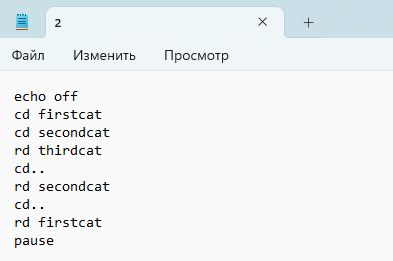 2
Файл Изменить Просмотр
echo off
cd firstcat
cd secondcat
rd thirdcat
cd..
rd secondcat
cd..
rd firstcat
pause